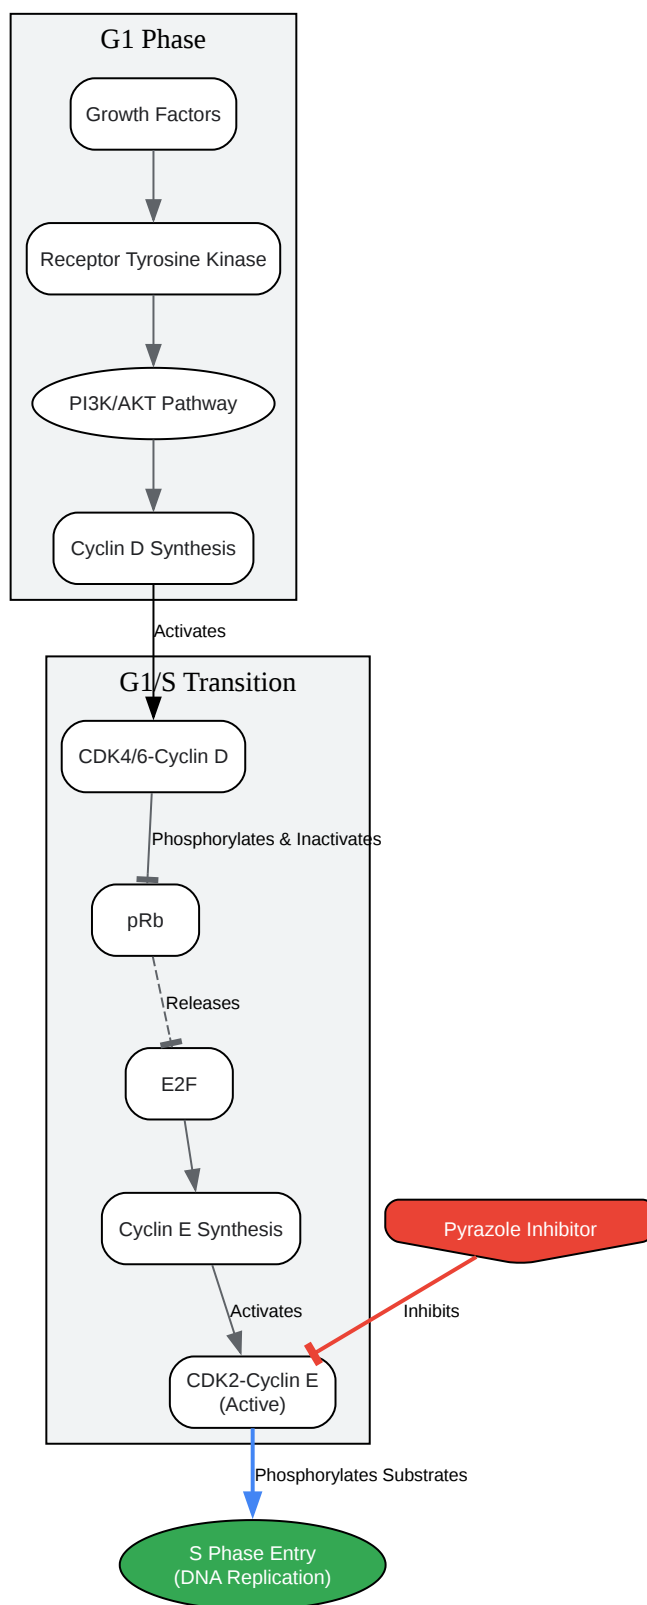 G1 Phase
Growth Factors
Receptor Tyrosine Kinase
PI3K/AKT Pathway
Cyclin D Synthesis
Activates
G1/S Transition
CDK4/6-Cyclin D
Phosphorylates & Inactivates
pRb
Releases
E2F
Cyclin E Synthesis
Pyrazole Inhibitor
Activates
Inhibits
CDK2-Cyclin E
(Active)
Phosphorylates Substrates
S Phase Entry
(DNA Replication)